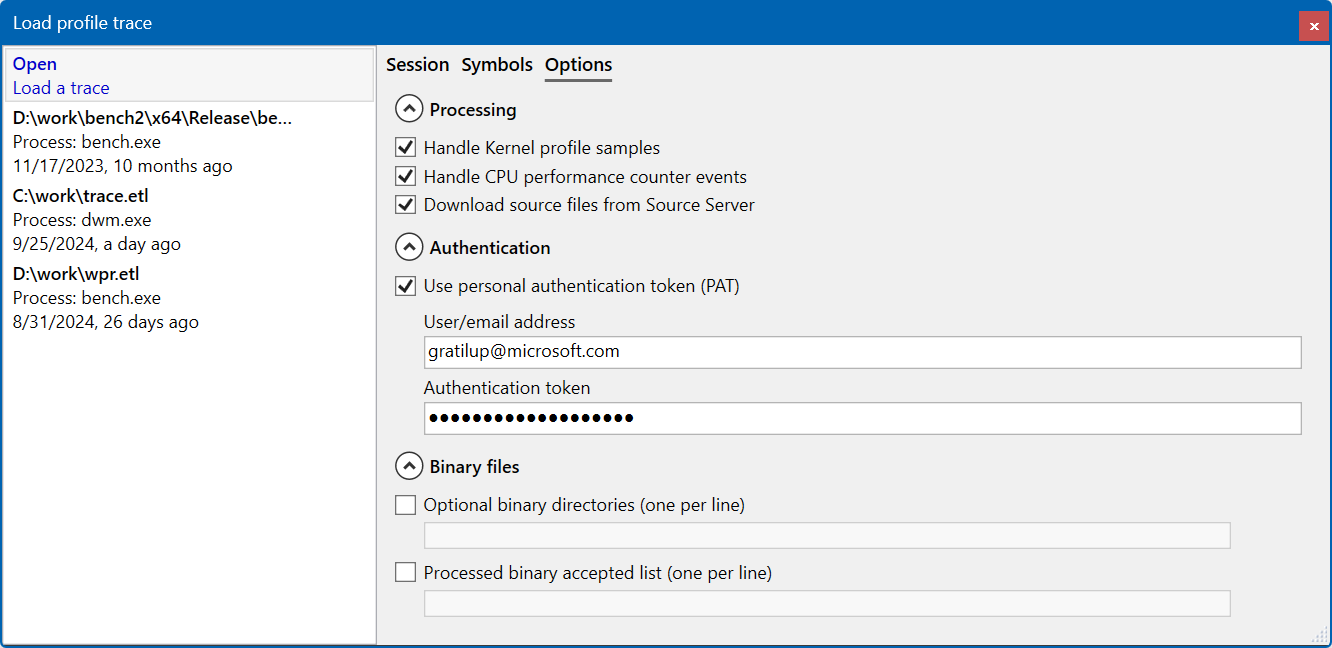 Load profile trace
Open
Load a trace
D:\work\bench2\x64\Release\be...
Process: bench.exe
11/17/2023, 10 months ago
C:\work\trace.etl
Process: dwm.exe
9/25/2024, a day ago
D:\work\wpr.etl
Process: bench.exe
8/31/2024, 26 days ago
Session Symbols Options
Processing
Handle Kernel profile samples
Handle CPU performance counter events
Download source files from Source Server
Authentication
Use personal authentication token (PAT)
User/email address
gratilup@microsoft.com
Authentication token
●●●●●●●●●●●●●●●●●●●
Binary files
Optional binary directories (one per line)
Processed binary accepted list (one per line)